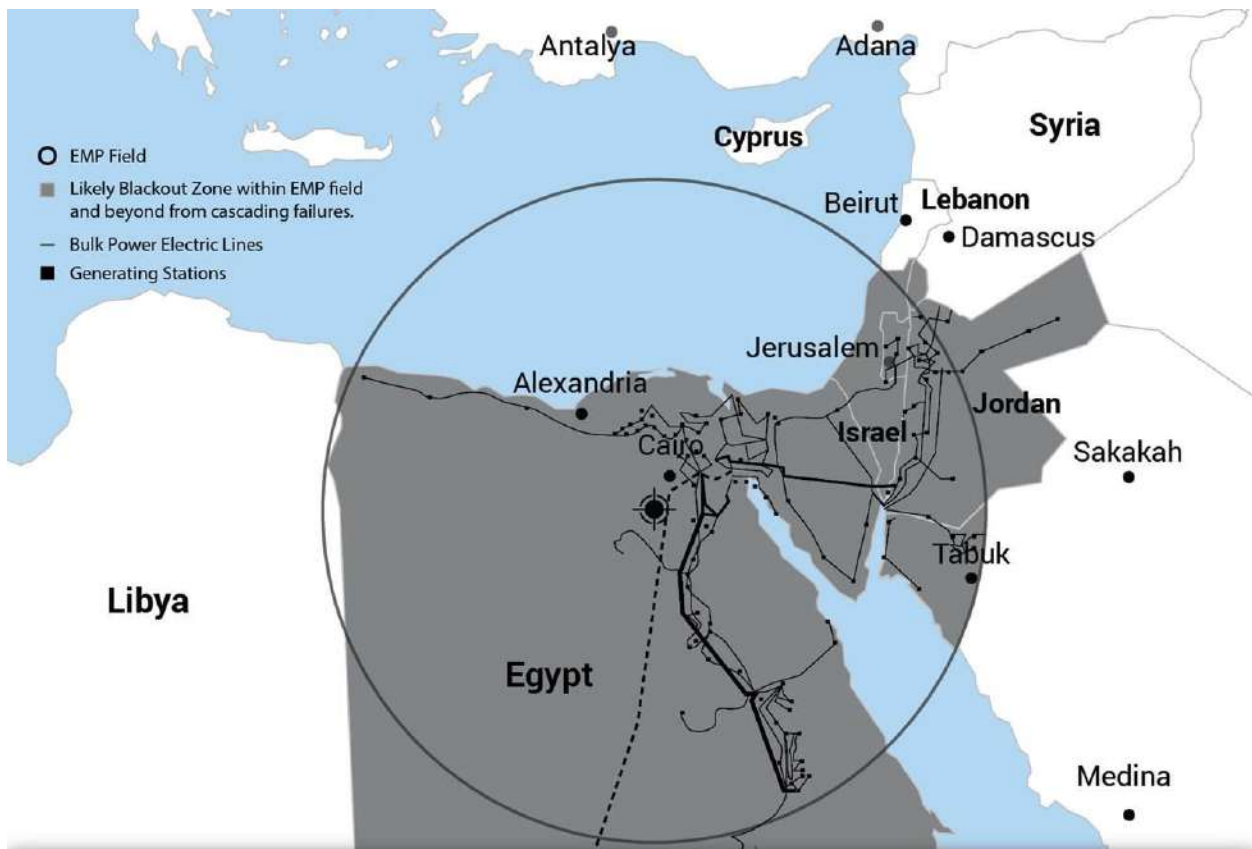 Antalya
Adana
Cyprus
Syria
EMP Field
Likely Blackout Zone within EMP field
and beyond from cascading failures.
Bulk Power Electric Lines
Generating Stations
Beirut
Lebanon
Damascus
Jerusalem
Alexandria
Jordan
Israel
Cairo
Sakakah
Tabuk
Libya
Egypt
Medina